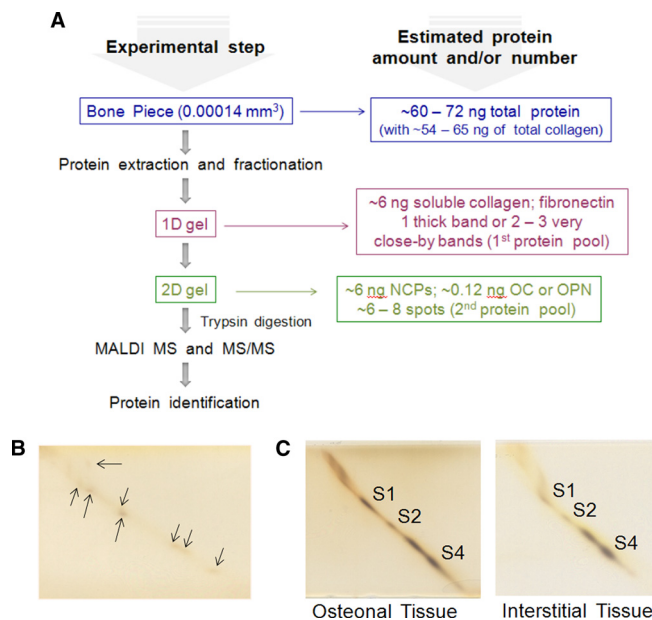 A
Experimental step
Estimated protein
amount and/or number
Bone Piece (0.00014 mm³)
~60 – 72 ng total protein
(with ~54 – 65 ng of total collagen)
Protein extraction and fractionation
1D gel
~6 ng soluble collagen; fibronectin
1 thick band or 2 – 3 very
close-by bands (1st protein pool)
2D gel
~6 ng NCPs; ~0.12 ng OC or OPN
~6 – 8 spots (2nd protein pool)
Trypsin digestion
MALDI MS and MS/MS
Protein identification
B
C
S1
S2
S4
S1
S2
S4
Osteonal Tissue
Interstitial Tissue